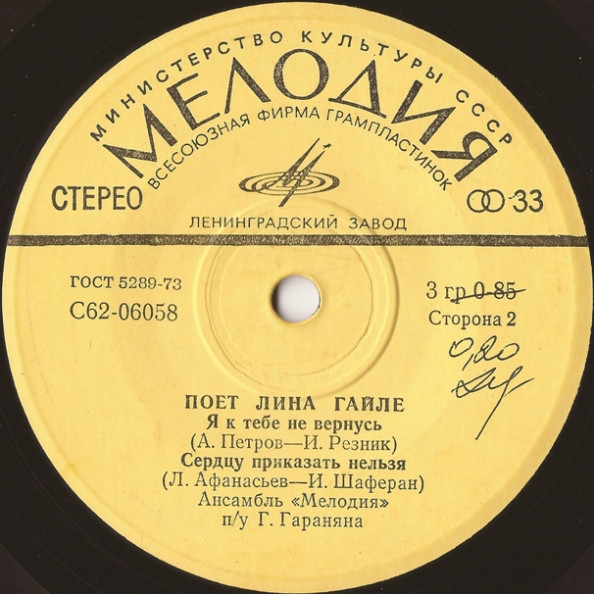 МИНИСТЕРСТВО КУЛЬТУРЫ СССР
МЕЛОДИЯ
ВСЕСОЮЗНАЯ ФИРМА ГРАМПЛАСТИНОК
СТЕРЕО
33
ЛЕНИНГРАДСКИЙ ЗАВОД
ГОСТ 5289-73
3 гр 0-85
С62-06058
Сторона 2
0,20
ПОЕТ ЛИНА ГАЙЛЕ
Я к тебе не вернусь
(А. Петров—И. Резник)
Сердцу приказать нельзя
(Л. Афанасьев—И. Шаферан)
Ансамбль «Мелодия»
п/у Г. Гараняна